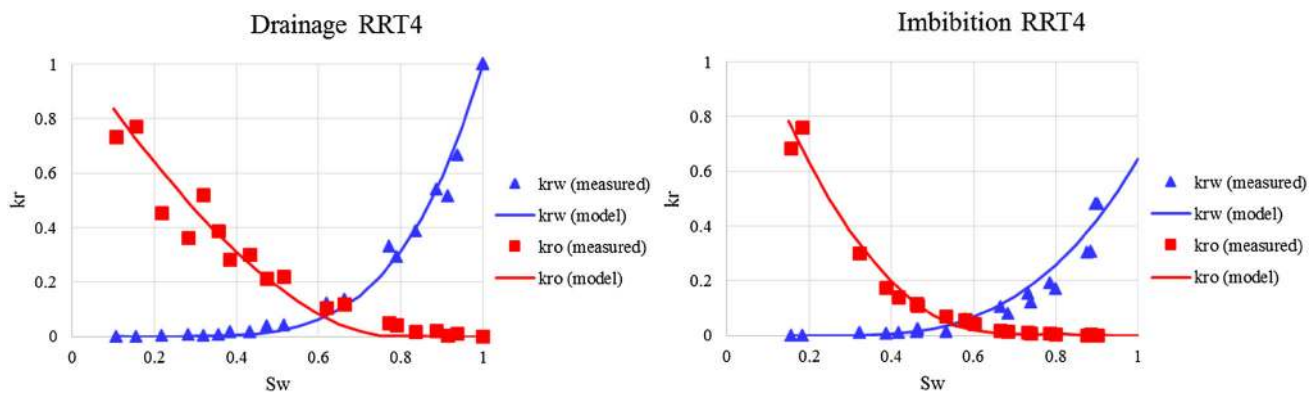 Drainage RRT4
1
0.8
0.6
kr
0.4
0.2
0
0 0.2 0.4 0.6 0.8 1
Sw
krw (measured)
krw (model)
kro (measured)
kro (model)
Imbibition RRT4
1
0.8
0.6
kr
0.4
0.2
0
0 0.2 0.4 0.6 0.8 1
Sw
krw (measured)
krw (model)
kro (measured)
kro (model)